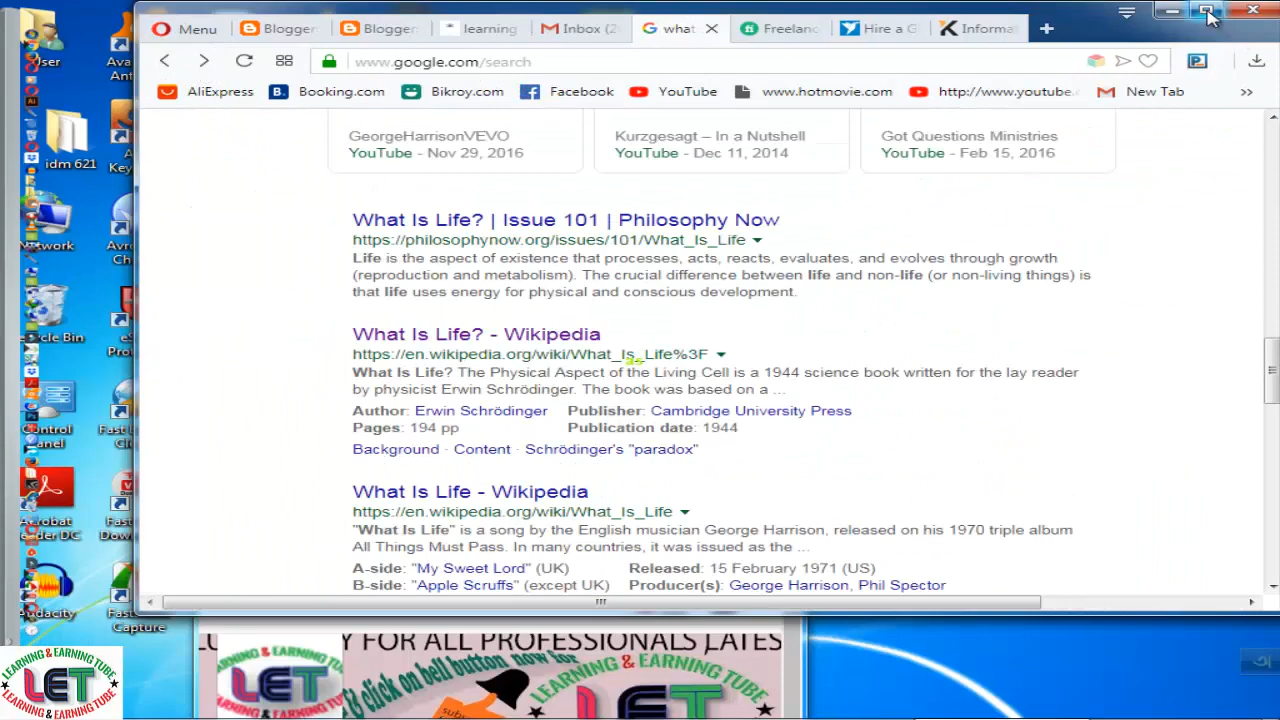 User
Ava
Ant
idm 621
Network
Control
Audacity
Capture
Menu
Blogger
Blogger
learning
Inbox (2
what
Freelanc
Hire a G
Informa
www.google.com/search
AliExpress
Booking.com
Bikroy.com
Facebook
YouTube
www.hotmovie.com
http://www.youtube.
New Tab
GeorgeHarrisonVEVO
YouTube - Nov 29, 2016
Kurzgesagt – In a Nutshell
YouTube - Dec 11, 2014
Got Questions Ministries
YouTube - Feb 15, 2016
What Is Life? | Issue 101 | Philosophy Now
https://philosophynow.org/issues/101/What_Is_Life
Life is the aspect of existence that processes, acts, reacts, evaluates, and evolves through growth
(reproduction and metabolism). The crucial difference between life and non-life (or non-living things) is
that life uses energy for physical and conscious development.
What Is Life? - Wikipedia
https://en.wikipedia.org/wiki/What_Is_Life%3F
What Is Life? The Physical Aspect of the Living Cell is a 1944 science book written for the lay reader
by physicist Erwin Schrödinger. The book was based on a ...
Author: Erwin Schrödinger Publisher: Cambridge University Press
Pages: 194 pp Publication date: 1944
Background · Content · Schrödinger's "paradox"
What Is Life - Wikipedia
https://en.wikipedia.org/wiki/What_Is_Life
"What Is Life" is a song by the English musician George Harrison, released on his 1970 triple album
All Things Must Pass. In many countries, it was issued as the ...
A-side: "My Sweet Lord" (UK) Released: 15 February 1971 (US)
B-side: "Apple Scruffs" (except UK) Producer(s): George Harrison, Phil Spector
FOR ALL PROFESSIONALS LATES
click on bell button now for
LEARNING & EARNING TUBE
LET
LEARNING & EARNING TUBE
LET
LEARNING & EARNING TUBE
LET
LEARNING & EARNING TUBE